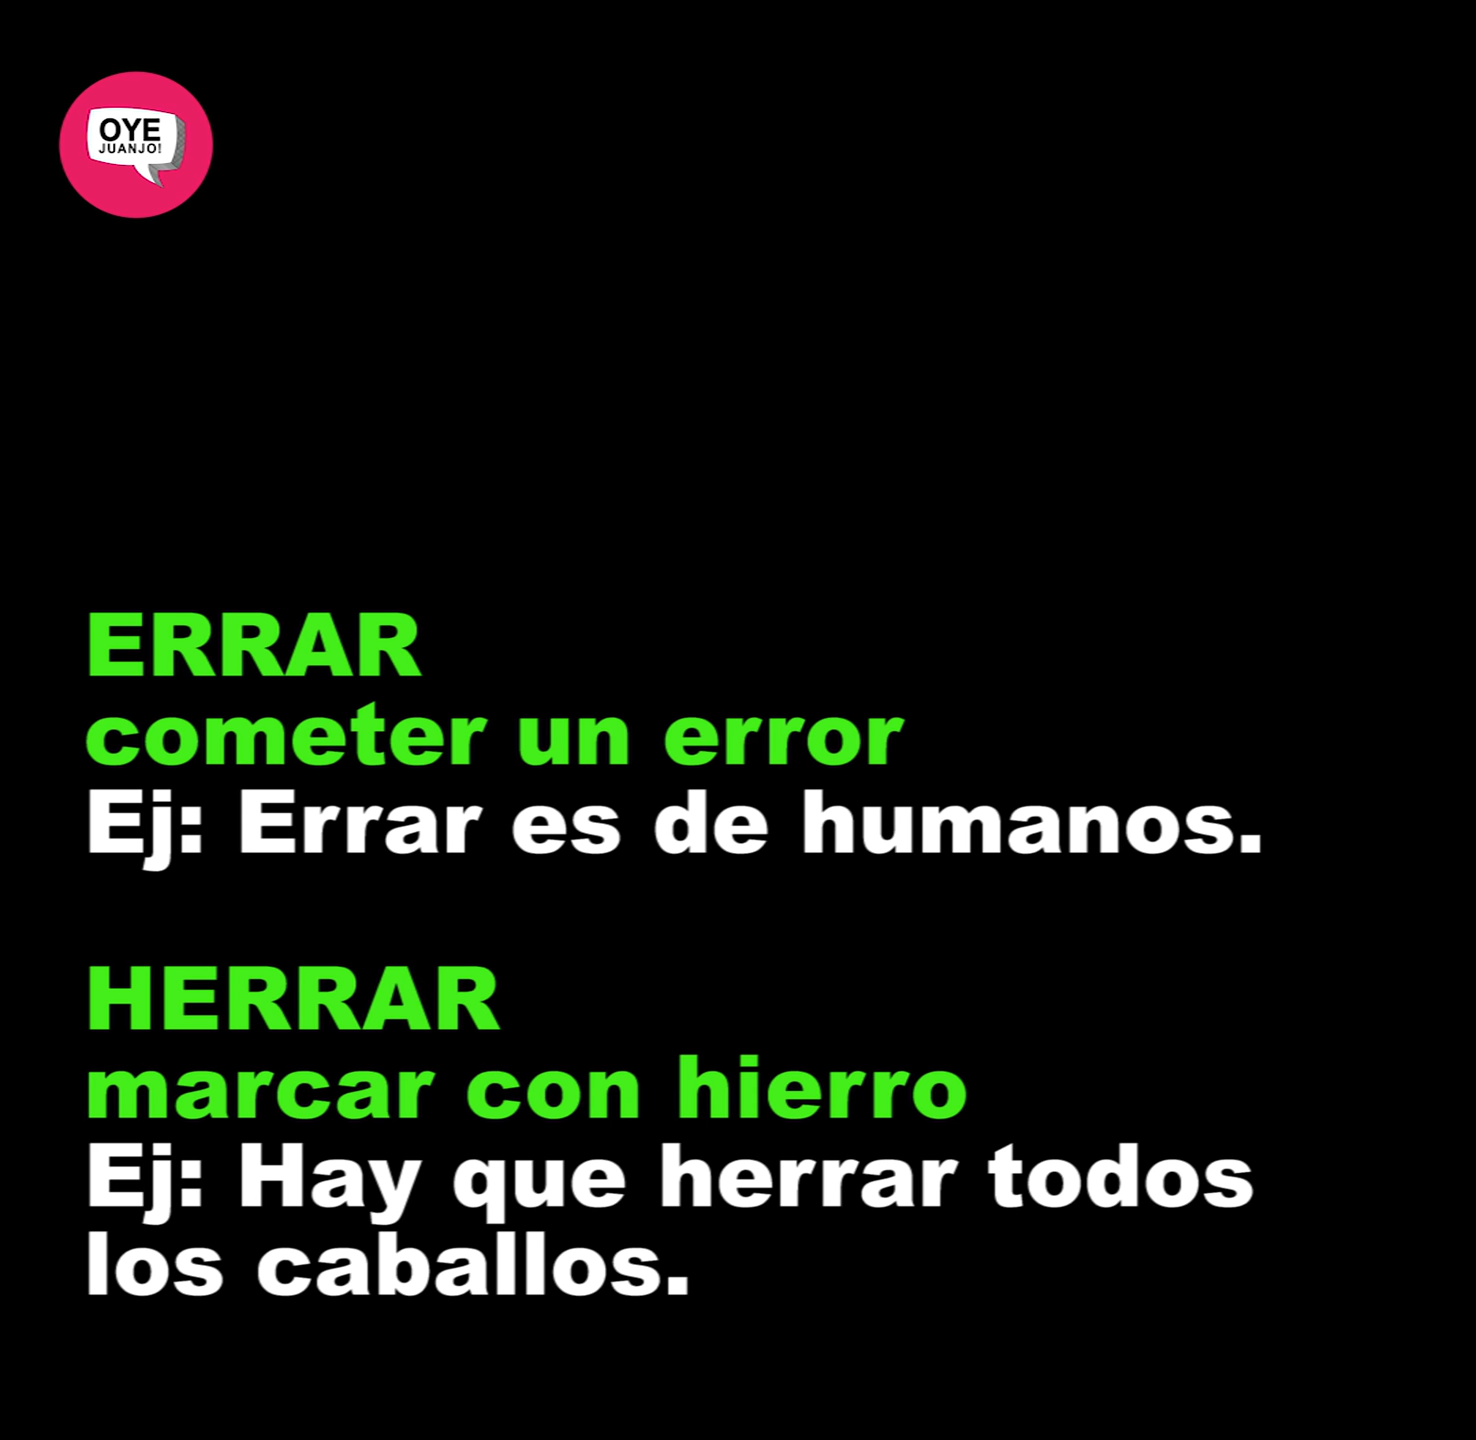 OYE
JUANJO!
ERRAR
cometer un error
Ej: Errar es de humanos.
HERRAR
marcar con hierro
Ej: Hay que herrar todos
los caballos.